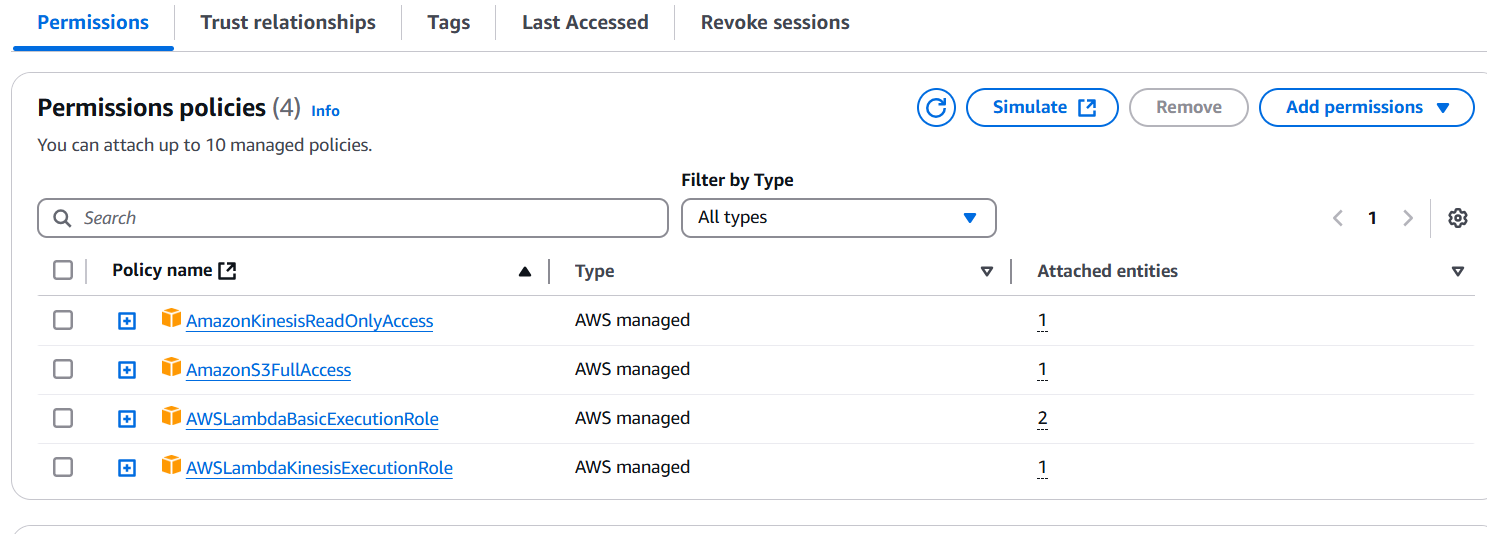 Permissions Trust relationships Tags Last Accessed Revoke sessions
Permissions policies (4) Info
Simulate Remove Add permissions
You can attach up to 10 managed policies.
Filter by Type
Search All types 1
Policy name Type Attached entities
AmazonKinesisReadOnlyAccess AWS managed 1
AmazonS3FullAccess AWS managed 1
AWSLambdaBasicExecutionRole AWS managed 2
AWSLambdaKinesisExecutionRole AWS managed 1